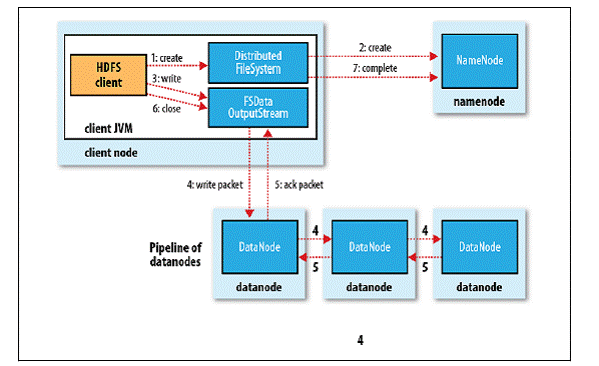 1: create
HDFS
client
3: write
6: close
Distributed
FileSystem
FSData
OutputStream
2: create
7: complete
NameNode
namenode
client JVM
client node
4: write packet
5: ack packet
Pipeline of
datanodes
DataNode
4
5
DataNode
4
5
DataNode
datanode
datanode
datanode
4